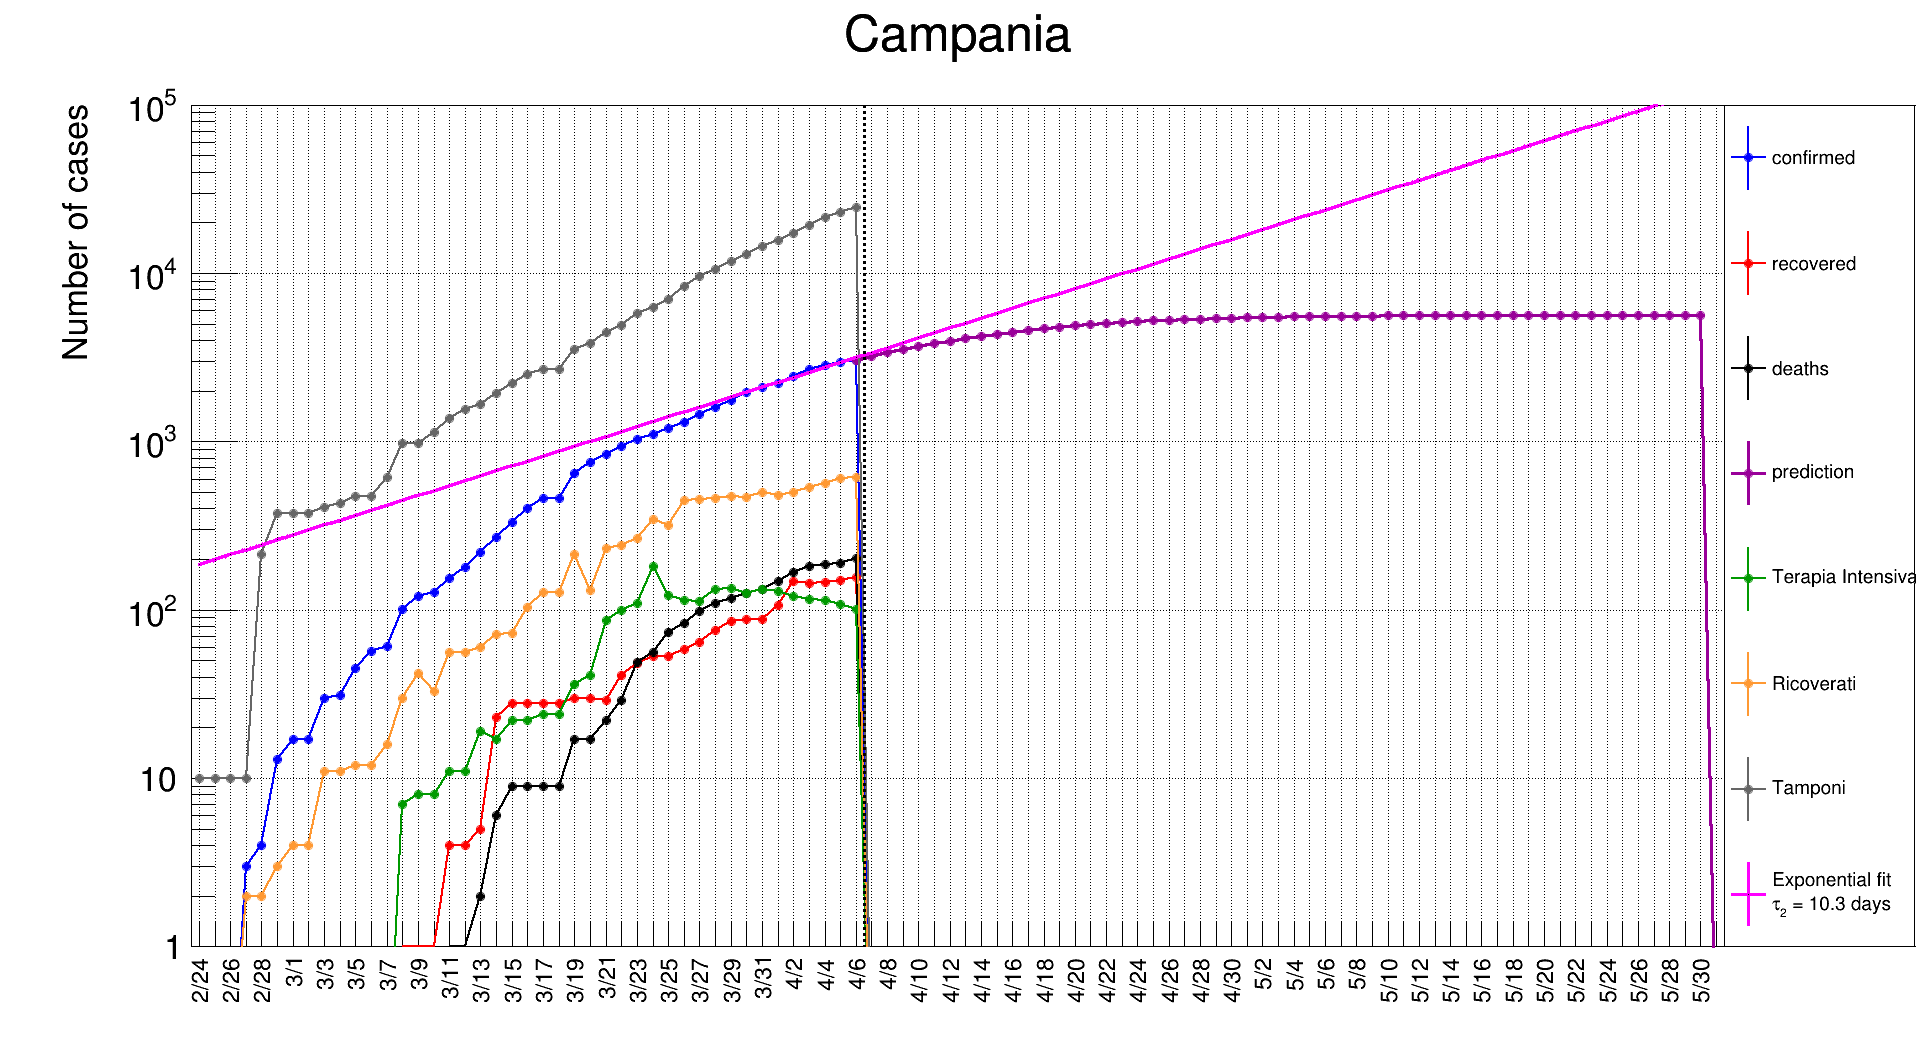 Campania
Number of cases
10^5
10^4
10^3
10^2
10
1
2/24 2/26 2/28 3/1 3/3 3/5 3/7 3/9 3/11 3/13 3/15 3/17 3/19 3/21 3/23 3/25 3/27 3/29 3/31 4/2 4/4 4/6 4/8 4/10 4/12 4/14 4/16 4/18 4/20 4/22 4/24 4/26 4/28 4/30 5/2 5/4 5/6 5/8 5/10 5/12 5/14 5/16 5/18 5/20 5/22 5/24 5/26 5/28 5/30
confirmed
recovered
deaths
prediction
Terapia Intensiva
Ricoverati
Tamponi
Exponential fit
τ₂ = 10.3 days